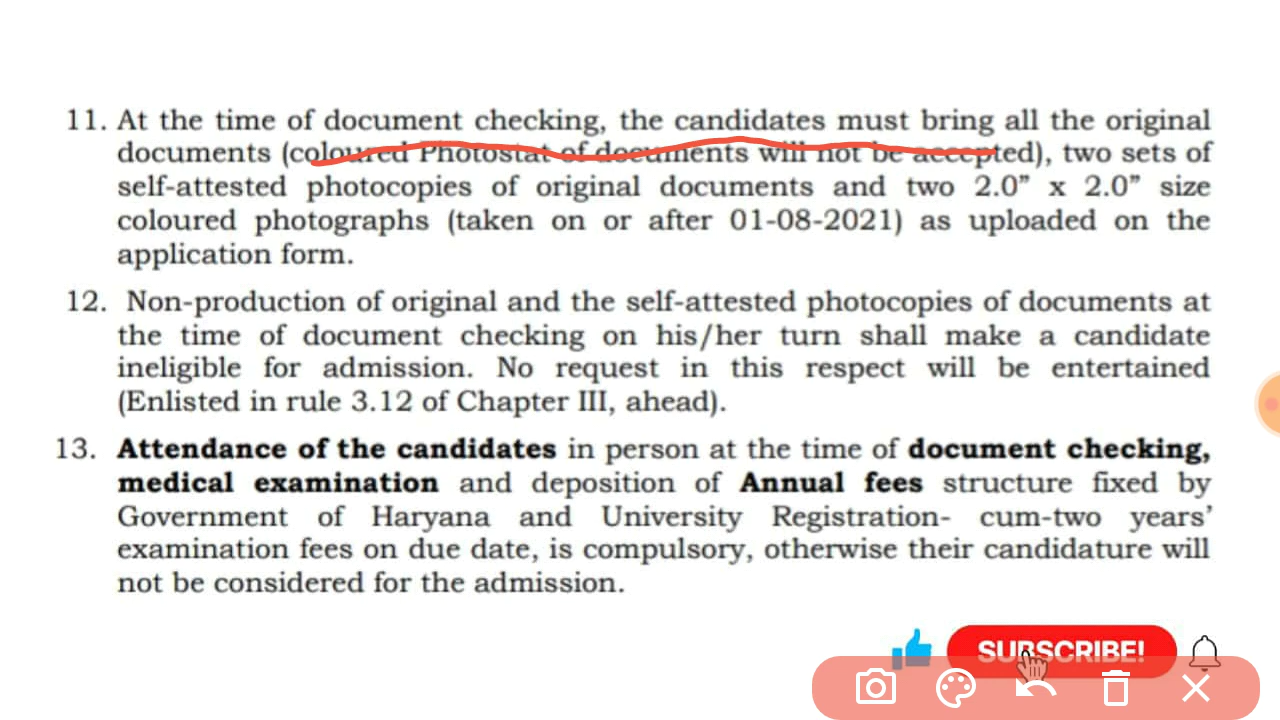 11. At the time of document checking, the candidates must bring all the original
documents (coloured Photostat of documents will not be accepted), two sets of
self-attested photocopies of original documents and two 2.0” x 2.0” size
coloured photographs (taken on or after 01-08-2021) as uploaded on the
application form.
12. Non-production of original and the self-attested photocopies of documents at
the time of document checking on his/her turn shall make a candidate
ineligible for admission. No request in this respect will be entertained
(Enlisted in rule 3.12 of Chapter III, ahead).
13. Attendance of the candidates in person at the time of document checking,
medical examination and deposition of Annual fees structure fixed by
Government of Haryana and University Registration- cum-two years’
examination fees on due date, is compulsory, otherwise their candidature will
not be considered for the admission.
SUBSCRIBE!